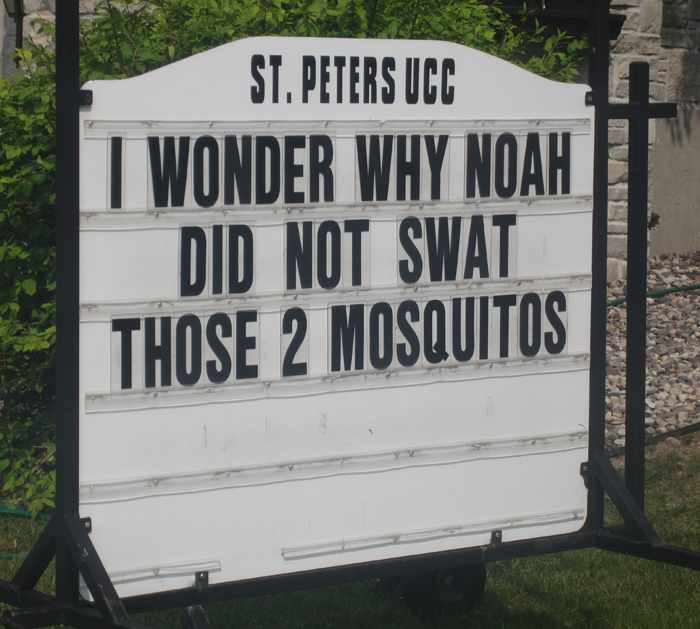 ST. PETERS UCC
I WONDER WHY NOAH
DID NOT SWAT
THOSE 2 MOSQUITOS